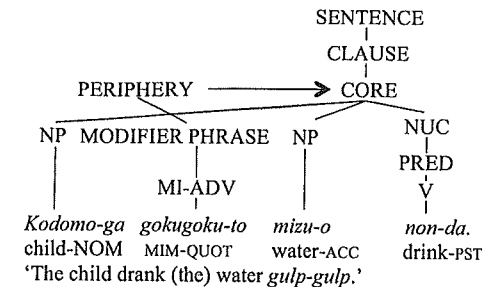 SENTENCE
CLAUSE
PERIPHERY CORE
NP MODIFIER PHRASE NP NUC
PRED
MI-ADV V
Kodomo-ga gokugoku-to mizu-o non-da.
child-NOM MIM-QUOT water-ACC drink-PST
‘The child drank (the) water gulp-gulp.’